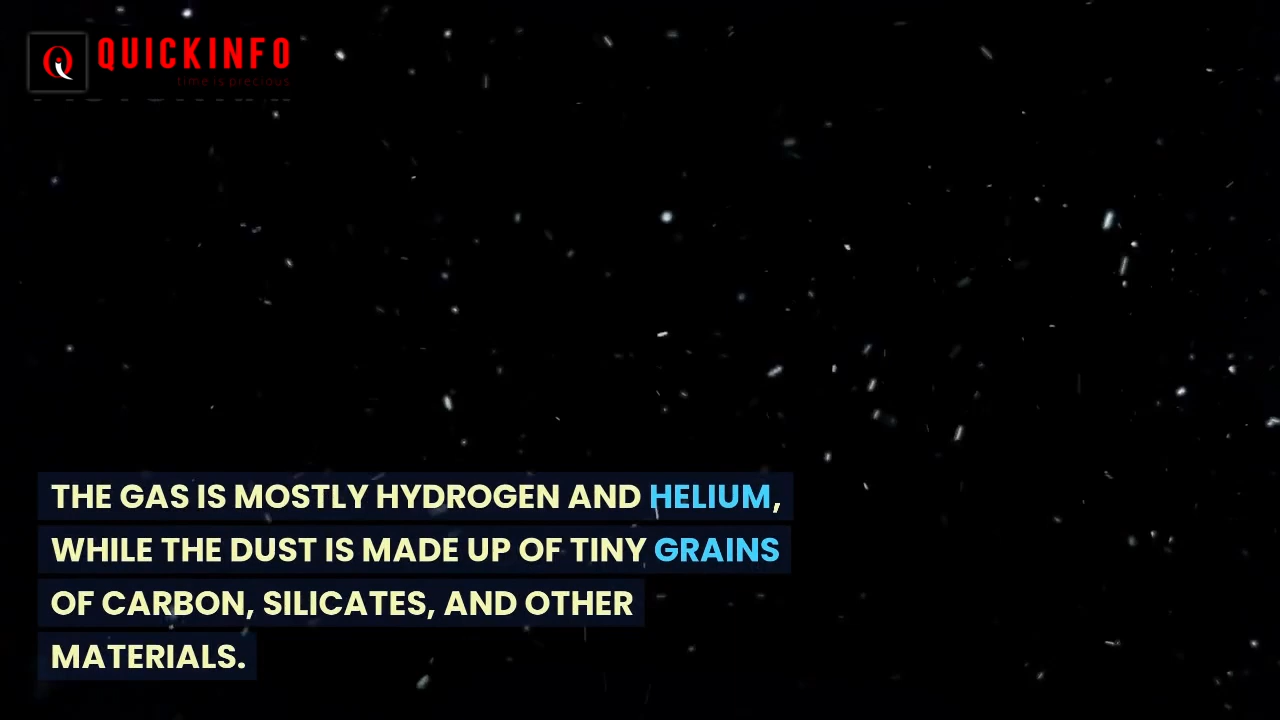 QUICKINFO
time is precious
THE GAS IS MOSTLY HYDROGEN AND HELIUM,
WHILE THE DUST IS MADE UP OF TINY GRAINS
OF CARBON, SILICATES, AND OTHER
MATERIALS.